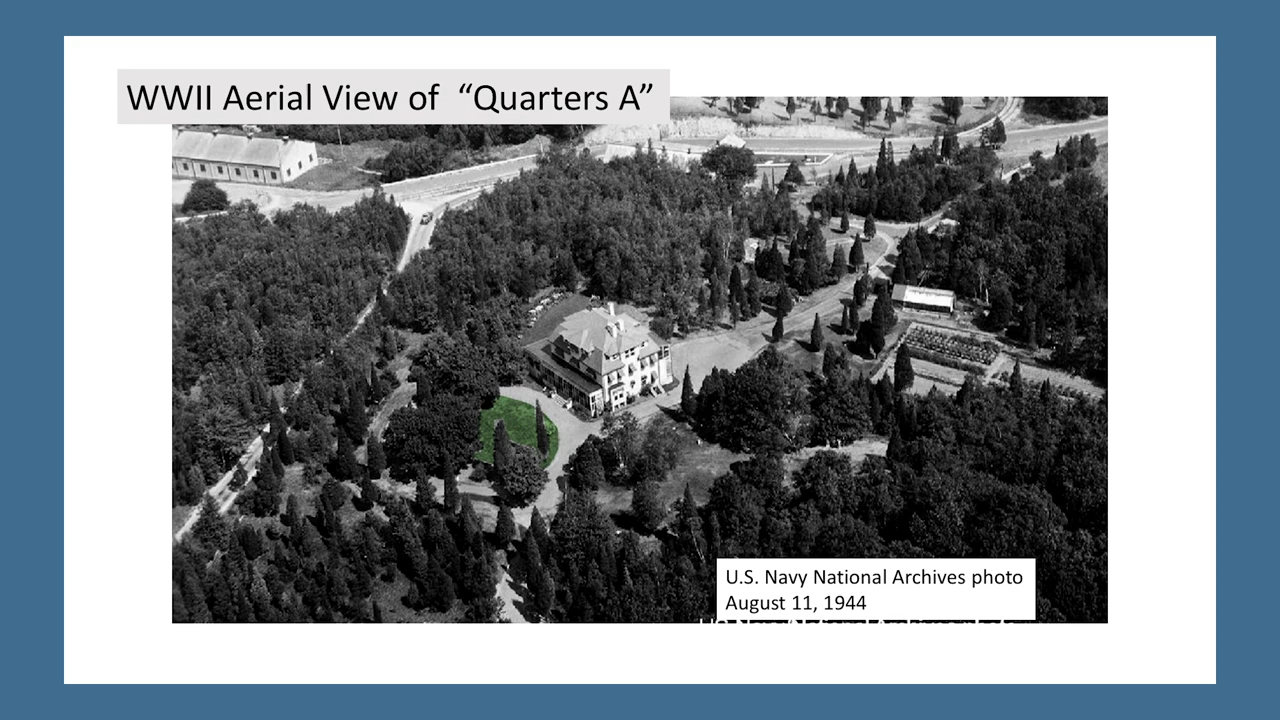 WWII Aerial View of “Quarters A”
U.S. Navy National Archives photo
August 11, 1944